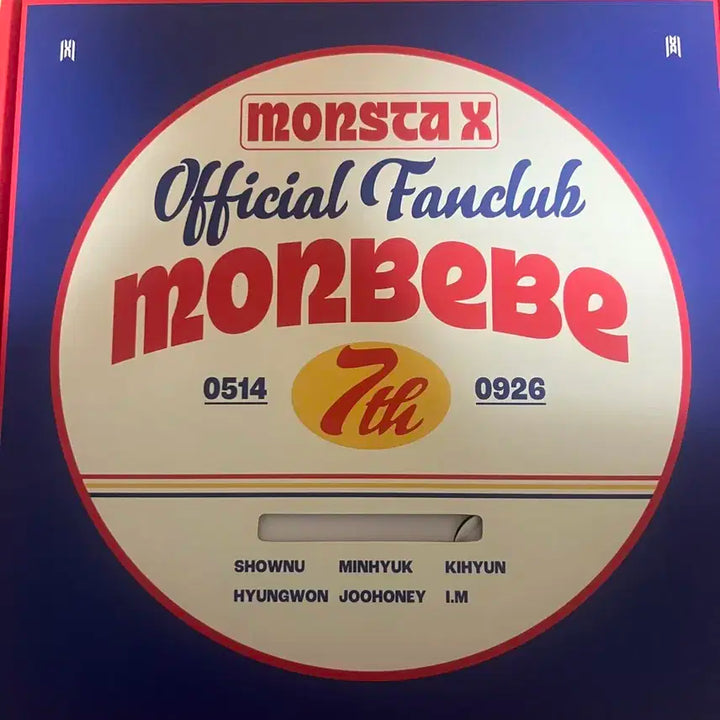 MONSTA X
Official Fanclub
MONBEBE
0514 7th 0926
SHOWNU MINHYUK KIHYUN
HYUNGWON JOOHONEY I.M